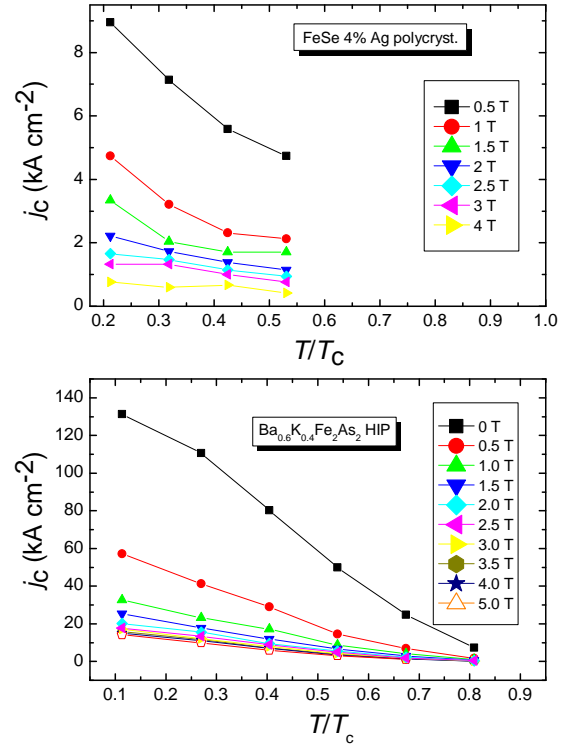 FeSe 4% Ag polycryst.
jc (kA cm-2)
8
6
4
2
0
0.5 T
1 T
1.5 T
2 T
2.5 T
3 T
4 T
0.2 0.3 0.4 0.5 0.6 0.7 0.8 0.9 1.0
T/TC
Ba0.6K0.4Fe2As2 HIP
jc (kA cm-2)
140
120
100
80
60
40
20
0
0 T
0.5 T
1.0 T
1.5 T
2.0 T
2.5 T
3.0 T
3.5 T
4.0 T
5.0 T
0.1 0.2 0.3 0.4 0.5 0.6 0.7 0.8 0.9
T/Tc